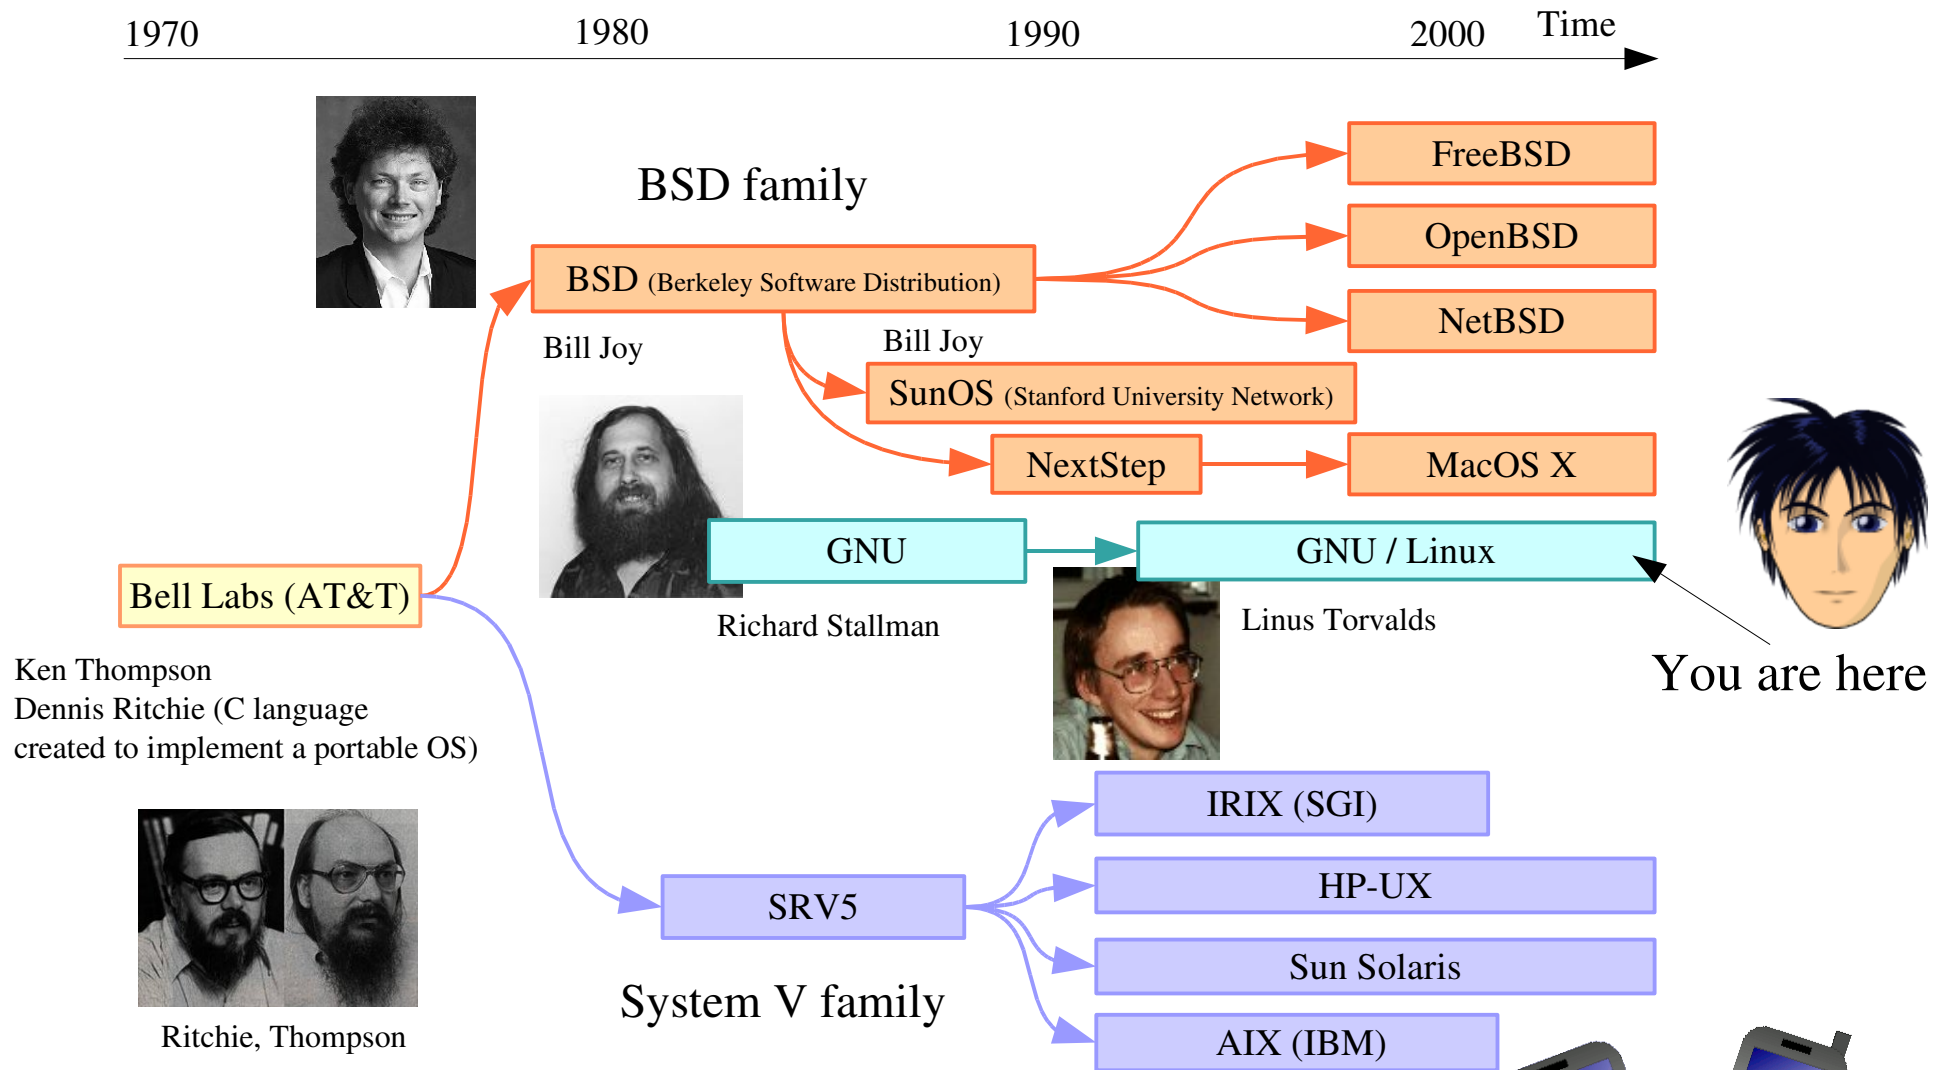 1970 1980 1990 2000 Time
BSD family
FreeBSD
OpenBSD
BSD (Berkeley Software Distribution)
NetBSD
Bill Joy
Bill Joy
SunOS (Stanford University Network)
NextStep
MacOS X
GNU
GNU / Linux
Bell Labs (AT&T)
Richard Stallman
Linus Torvalds
You are here
Ken Thompson
Dennis Ritchie (C language
created to implement a portable OS)
IRIX (SGI)
HP-UX
SRV5
Sun Solaris
System V family
Ritchie, Thompson
AIX (IBM)